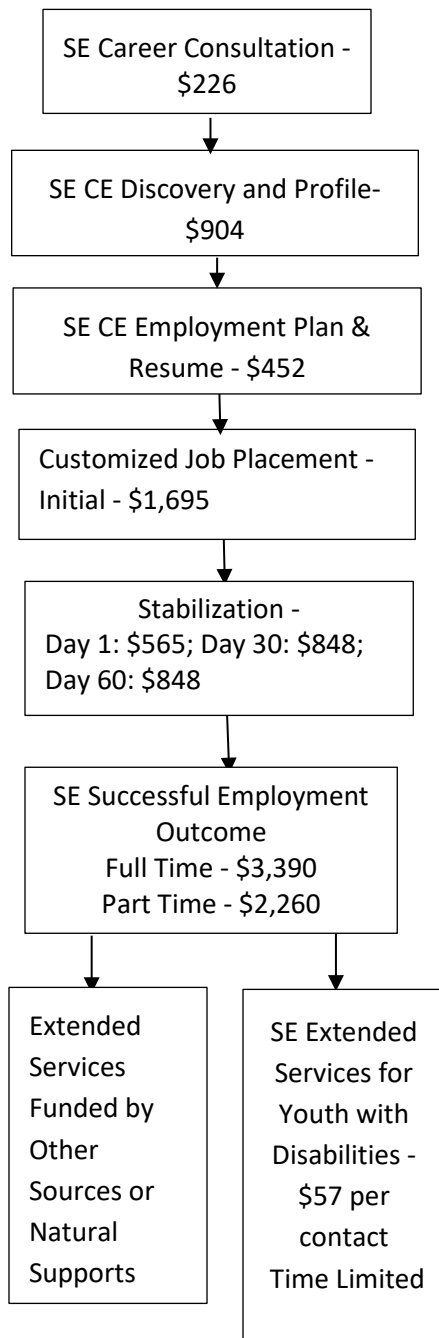 SE Career Consultation -
$226
SE CE Discovery and Profile-
$904
SE CE Employment Plan &
Resume - $452
Customized Job Placement -
Initial - $1,695
Stabilization -
Day 1: $565; Day 30: $848;
Day 60: $848
SE Successful Employment
Outcome
Full Time - $3,390
Part Time - $2,260
Extended
Services
Funded by
Other
Sources or
Natural
Supports
SE Extended
Services for
Youth with
Disabilities -
$57 per
contact
Time Limited